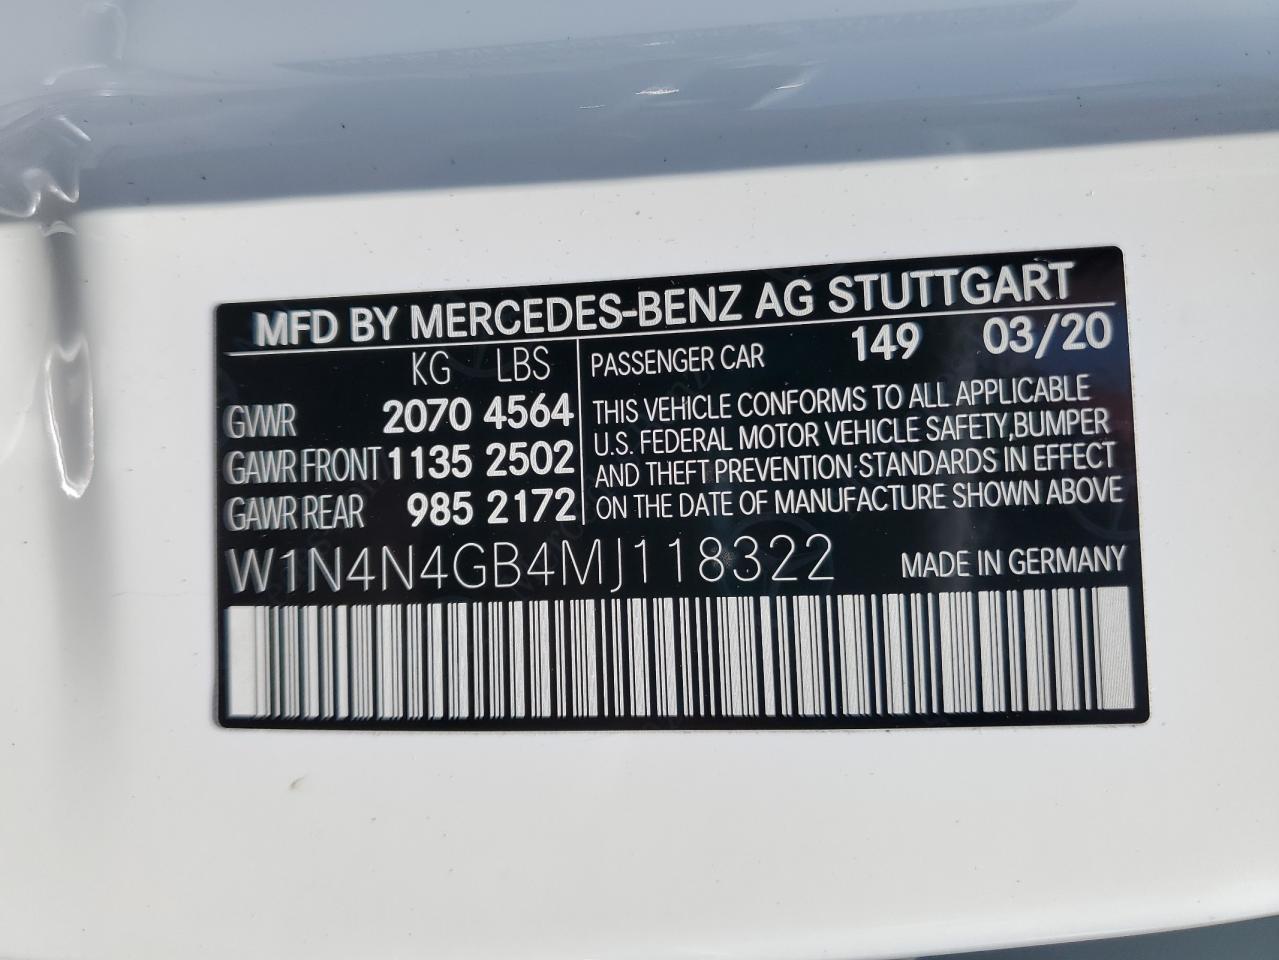 MFD BY MERCEDES-BENZ AG STUTTGART
KG LBS
GVWR 2070 4564
GAWR FRONT 1135 2502
GAWR REAR 985 2172
PASSENGER CAR 149 03/20
THIS VEHICLE CONFORMS TO ALL APPLICABLE
U.S. FEDERAL MOTOR VEHICLE SAFETY,BUMPER
AND THEFT PREVENTION-STANDARDS IN EFFECT
ON THE DATE OF MANUFACTURE SHOWN ABOVE
W1N4N4GB4MJ118322 MADE IN GERMANY